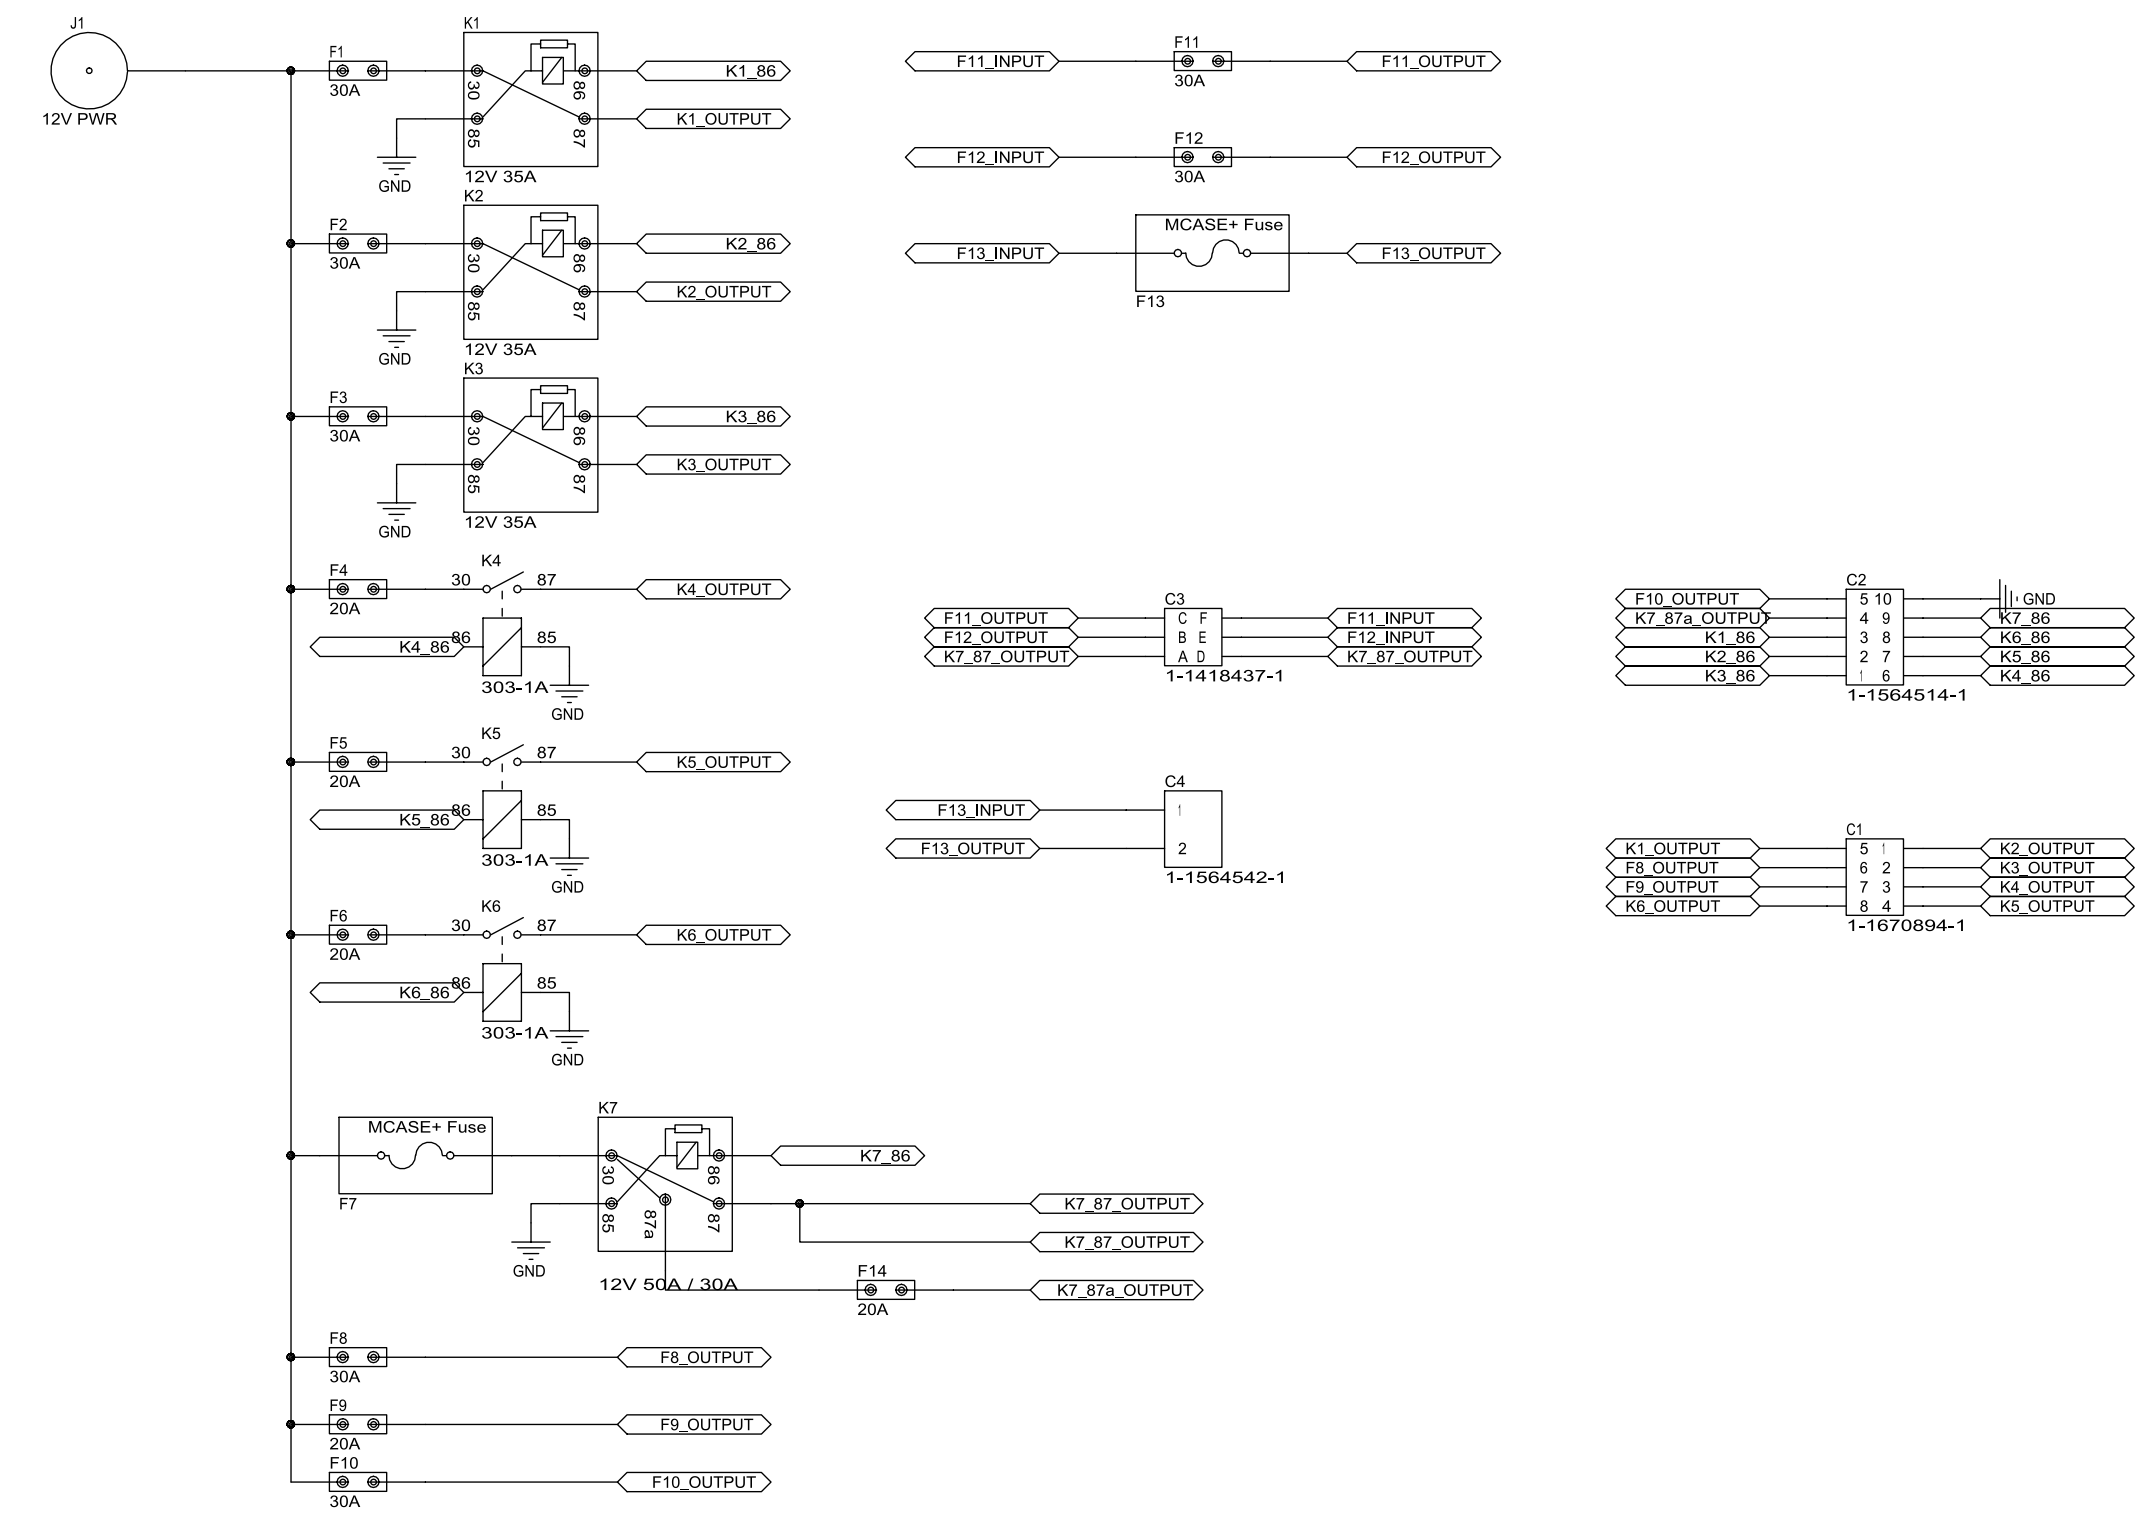 J1
12V PWR
F1
30A
K1
30
86
85
87
K1_86
K1_OUTPUT
GND
12V 35A
F2
30A
K2
30
86
85
87
K2_86
K2_OUTPUT
GND
12V 35A
F3
30A
K3
30
86
85
87
K3_86
K3_OUTPUT
GND
12V 35A
F4
20A
K4
30
87
K4_OUTPUT
K4_86
86
85
303-1A
GND
F5
20A
K5
30
87
K5_OUTPUT
K5_86
86
85
303-1A
GND
F6
20A
K6
30
87
K6_OUTPUT
K6_86
86
85
303-1A
GND
MCASE+ Fuse
F7
K7
30
86
85
87a
87
K7_86
K7_87_OUTPUT
K7_87_OUTPUT
GND
12V 50A / 30A
F14
20A
K7_87a_OUTPUT
F8
30A
F8_OUTPUT
F9
20A
F9_OUTPUT
F10
30A
F10_OUTPUT
F11_INPUT
F11
30A
F11_OUTPUT
F12_INPUT
F12
30A
F12_OUTPUT
F13_INPUT
MCASE+ Fuse
F13
F13_OUTPUT
C3
F11_OUTPUT C F F11_INPUT
F12_OUTPUT B E F12_INPUT
K7_87_OUTPUT A D K7_87_OUTPUT
1-1418437-1
C4
F13_INPUT 1
F13_OUTPUT 2
1-1564542-1
C2
F10_OUTPUT 5 10 GND
K7_87a_OUTPUT 4 9 K7_86
K1_86 3 8 K6_86
K2_86 2 7 K5_86
K3_86 1 6 K4_86
1-1564514-1
C1
K1_OUTPUT 5 1 K2_OUTPUT
F8_OUTPUT 6 2 K3_OUTPUT
F9_OUTPUT 7 3 K4_OUTPUT
K6_OUTPUT 8 4 K5_OUTPUT
1-1670894-1